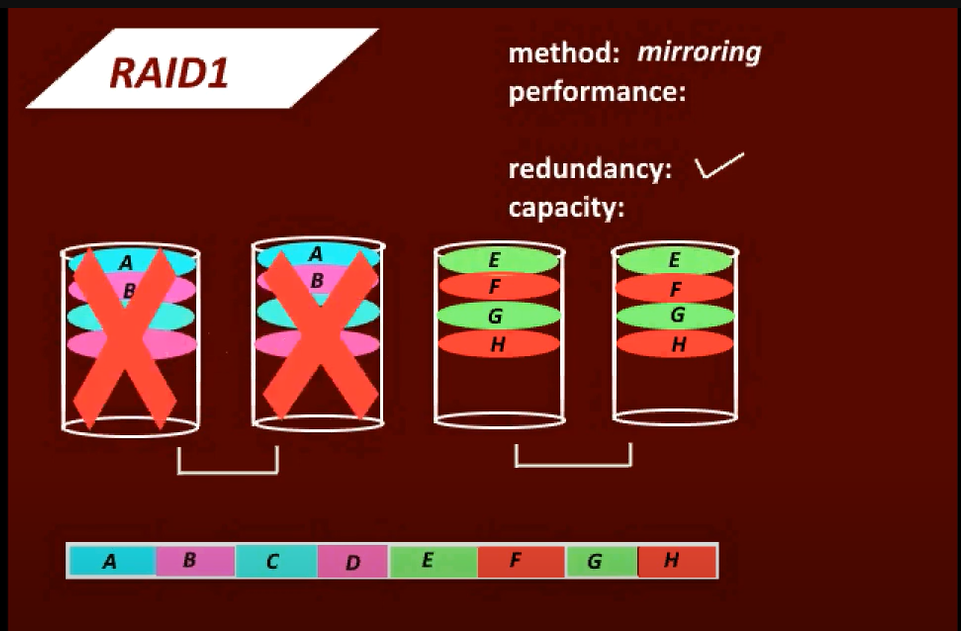 RAID1
method: mirroring
performance:
redundancy:
capacity:
A
B
A
B
E
F
G
H
E
F
G
H
A B C D E F G H